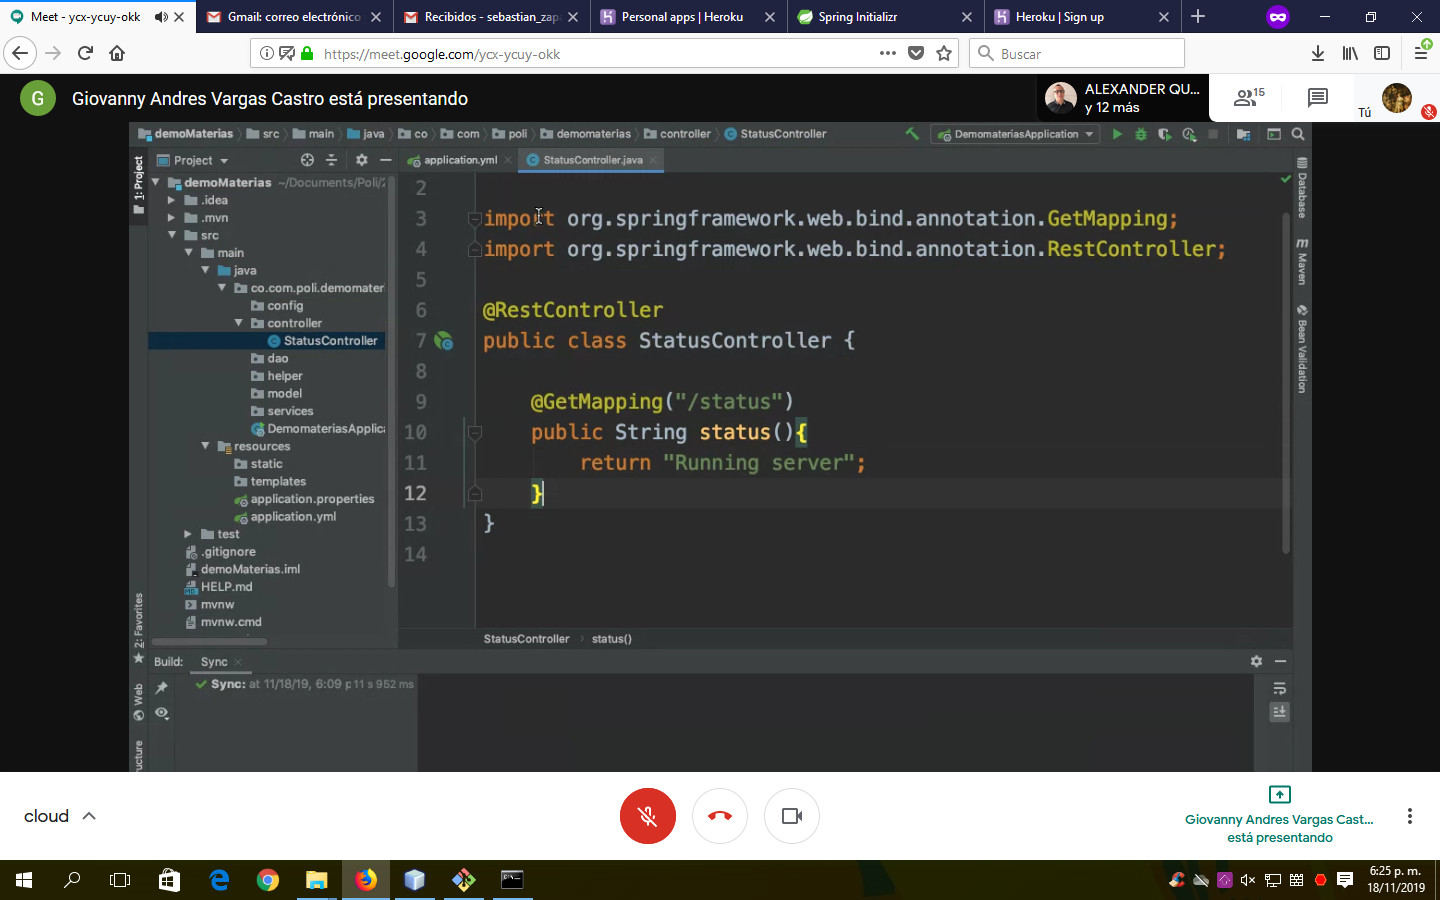 Meet - ycx-ycuy-okk
Gmail: correo electrónico
Recibidos - sebastian_zap
Personal apps | Heroku
Spring Initializr
Heroku | Sign up
https://meet.google.com/ycx-ycuy-okk
Buscar
G
Giovanny Andres Vargas Castro está presentando
ALEXANDER QU...
y 12 más
15
Tú
demoMaterias
src
main
java
co
com
poli
demomaterias
controller
StatusController
DemomateriasApplication
Project
application.yml
StatusController.java
1: Project
demoMaterias ~/Documents/Poli/
.idea
.mvn
src
main
java
co.com.poli.demomater
config
controller
StatusController
dao
helper
model
services
DemomateriasApplic
resources
static
templates
application.properties
application.yml
test
.gitignore
demoMaterias.iml
HELP.md
mvnw
mvnw.cmd
2
3 import org.springframework.web.bind.annotation.GetMapping;
4 import org.springframework.web.bind.annotation.RestController;
5
6 @RestController
7 public class StatusController {
8
9 @GetMapping("/status")
10 public String status(){
11 return "Running server";
12 }
13 }
14
Database
Maven
Bean Validation
StatusController
status()
2: Favorites
Web
ucture
Build:
Sync
Sync: at 11/18/19, 6:09 p 11 s 952 ms
cloud
Giovanny Andres Vargas Cast...
está presentando
6:25 p. m.
18/11/2019